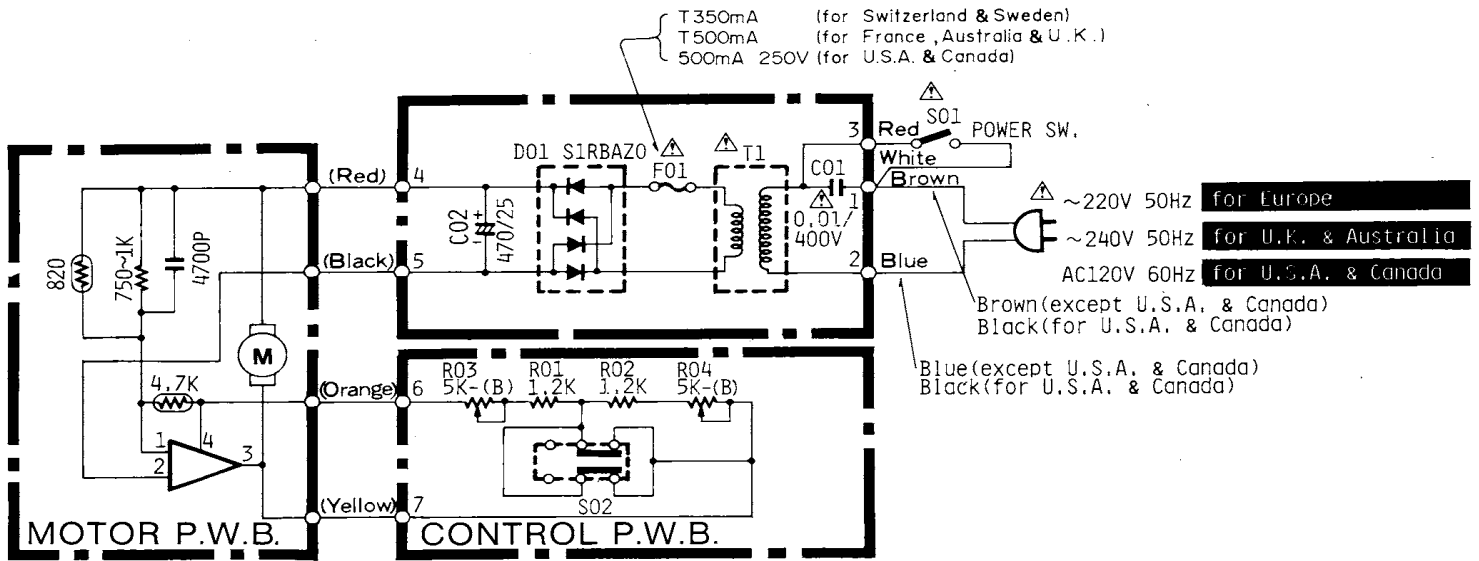 T350mA (for Switzerland & Sweden)
T500mA (for France, Australia & U.K.)
500mA 250V (for U.S.A. & Canada)
S01
3 Red POWER SW.
D01 S1RBAZ0 F01 T1 White
(Red) 4 C01 Brown
1
~220V 50Hz for Europe
C02 + - 470/25 0.01/
400V
~240V 50Hz for U.K. & Australia
820 750~1K 4700P
(Black) 5 2 Blue
AC120V 60Hz for U.S.A. & Canada
Brown(except U.S.A. & Canada)
Black(for U.S.A. & Canada)
M
R03 R01 R02 R04
5K-(B) 1.2K 1.2K 5K-(B)
Blue(except U.S.A. & Canada)
Black(for U.S.A. & Canada)
4.7K (Orange) 6
1 4
2 3
S02
(Yellow) 7
MOTOR P.W.B. CONTROL P.W.B.